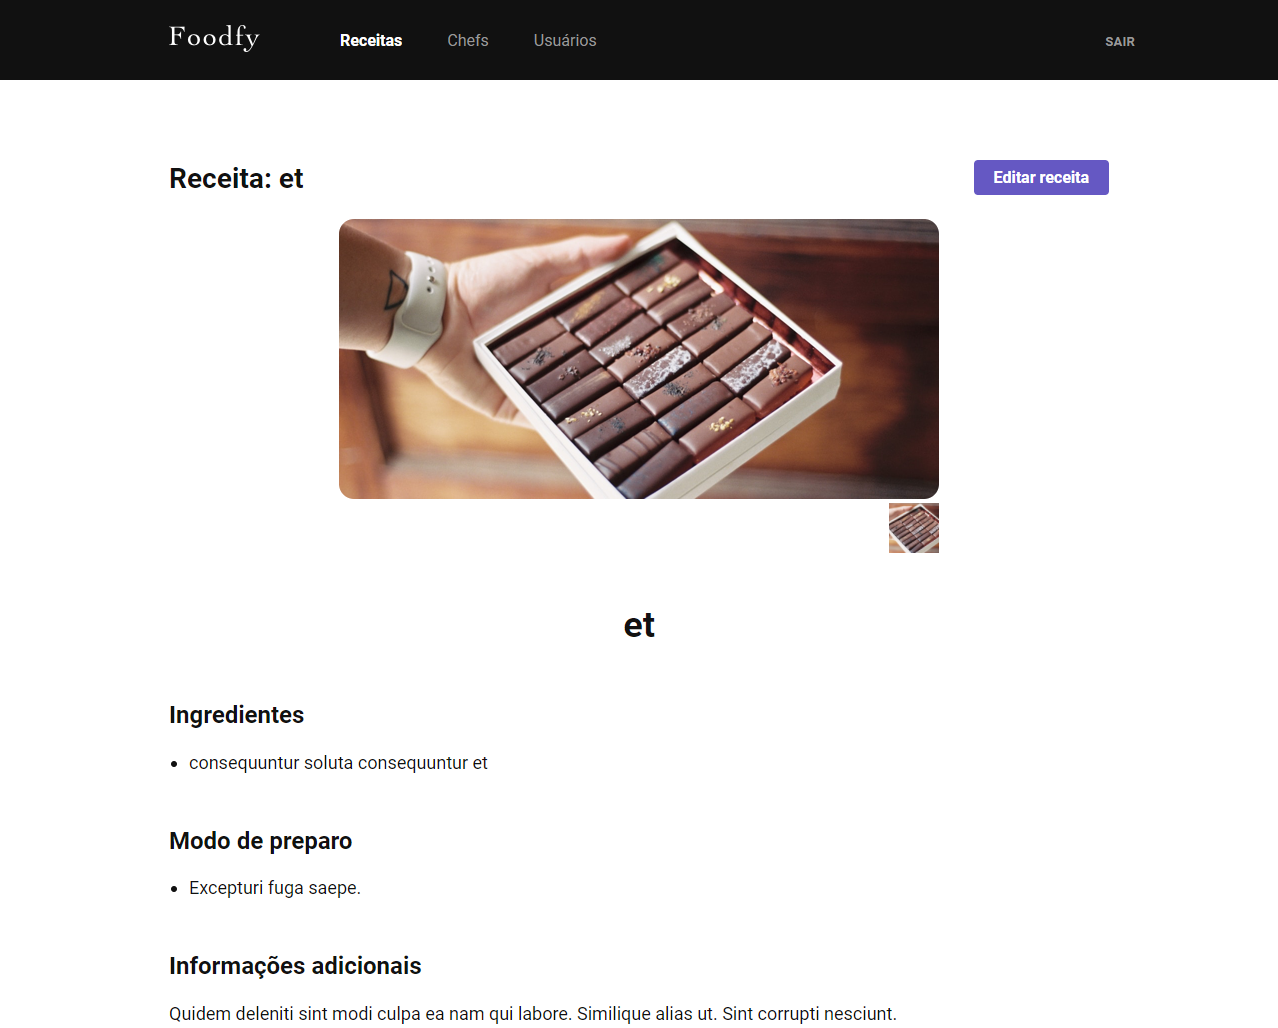 Foodfy
Receitas
Chefs
Usuários
SAIR
Receita: et
Editar receita
et
Ingredientes
• consequuntur soluta consequuntur et
Modo de preparo
• Excepturi fuga saepe.
Informações adicionais
Quidem deleniti sint modi culpa ea nam qui labore. Similique alias ut. Sint corrupti nesciunt.